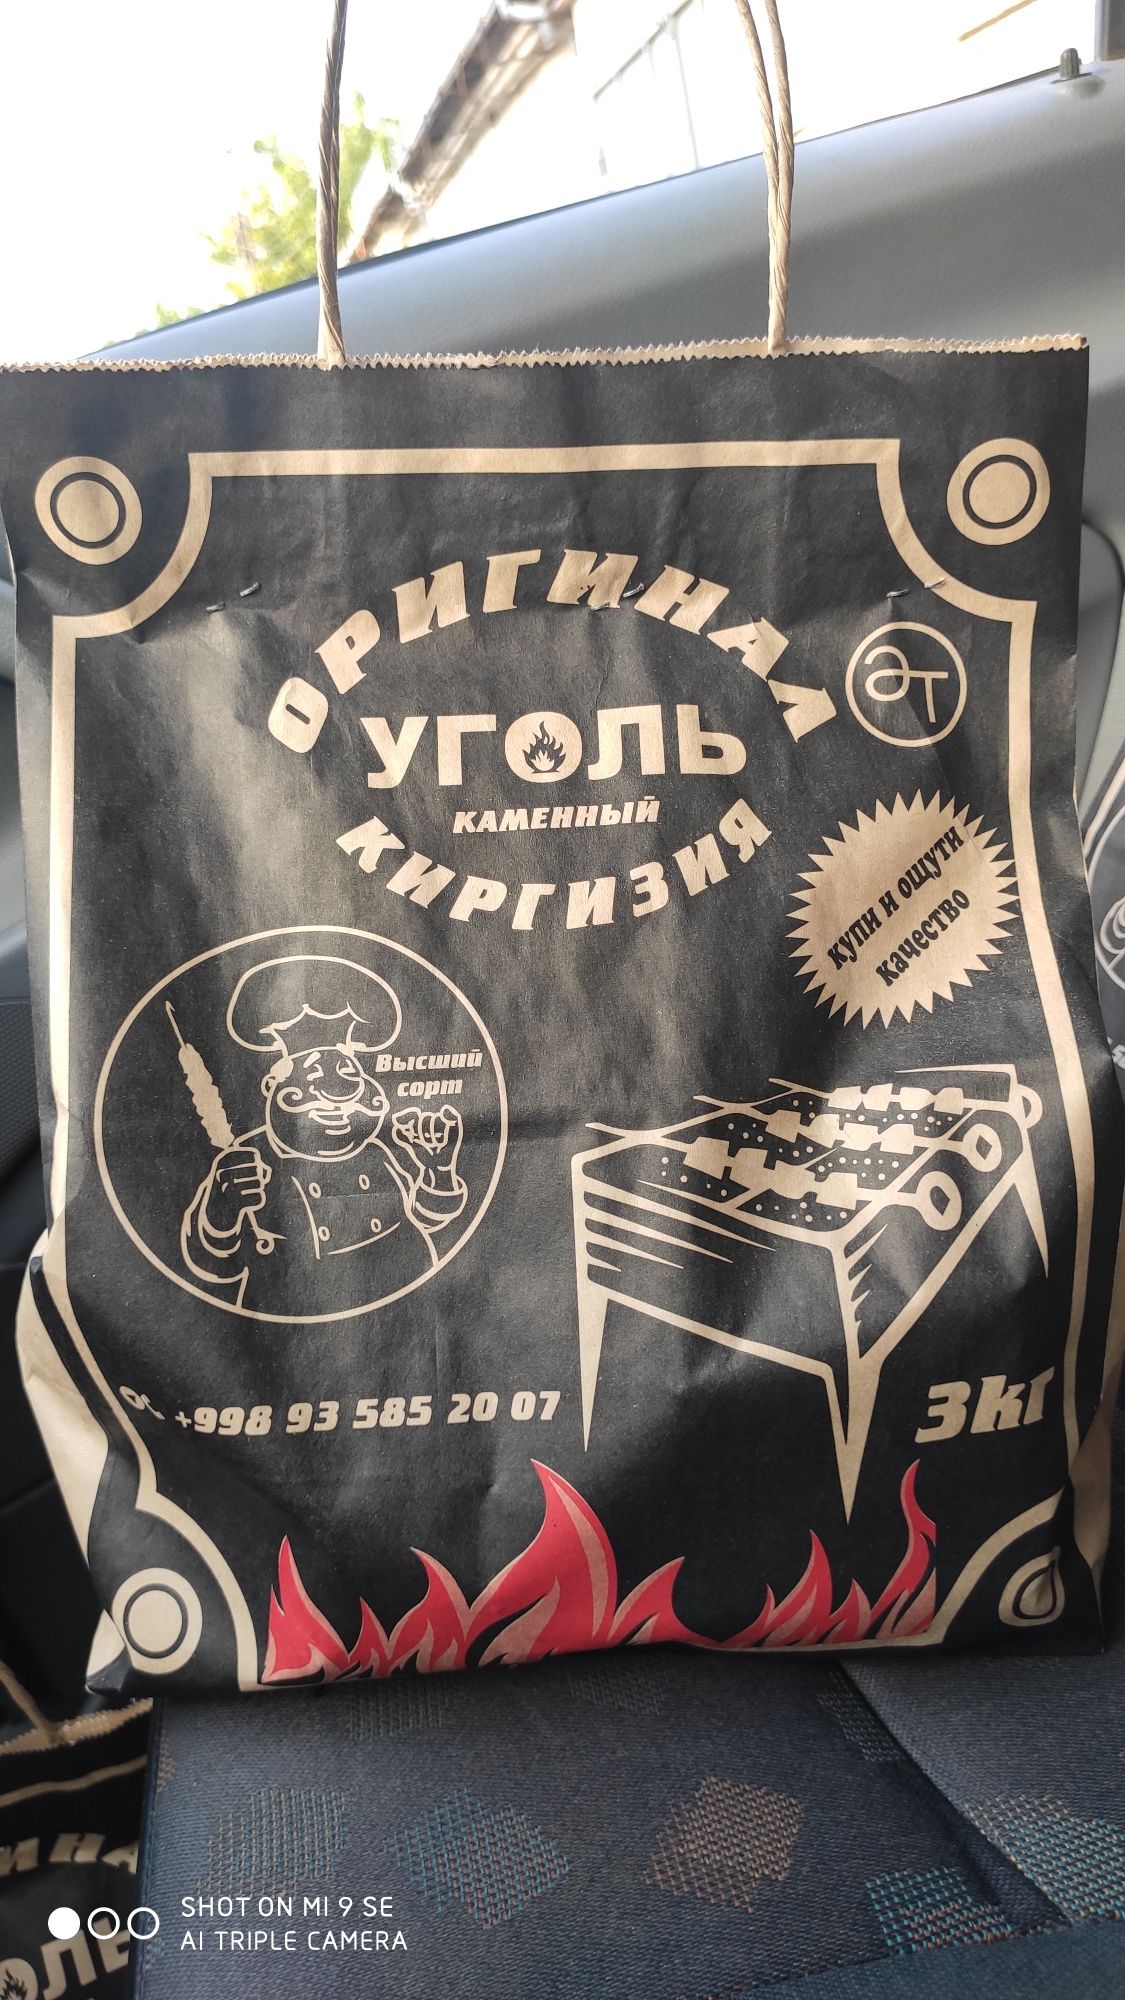 ОРИГИНАЛ
УГОЛЬ
КАМЕННЫЙ
КИРГИЗИЯ
купи и ощути
качество
Высший
сорт
+998 93 585 20 07
3кг
SHOT ON MI 9 SE
AI TRIPLE CAMERA